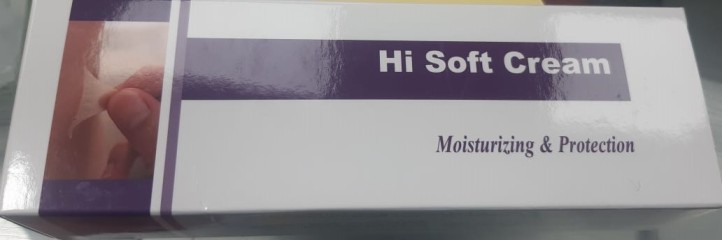 Hi Soft Cream
Moisturizing & Protection